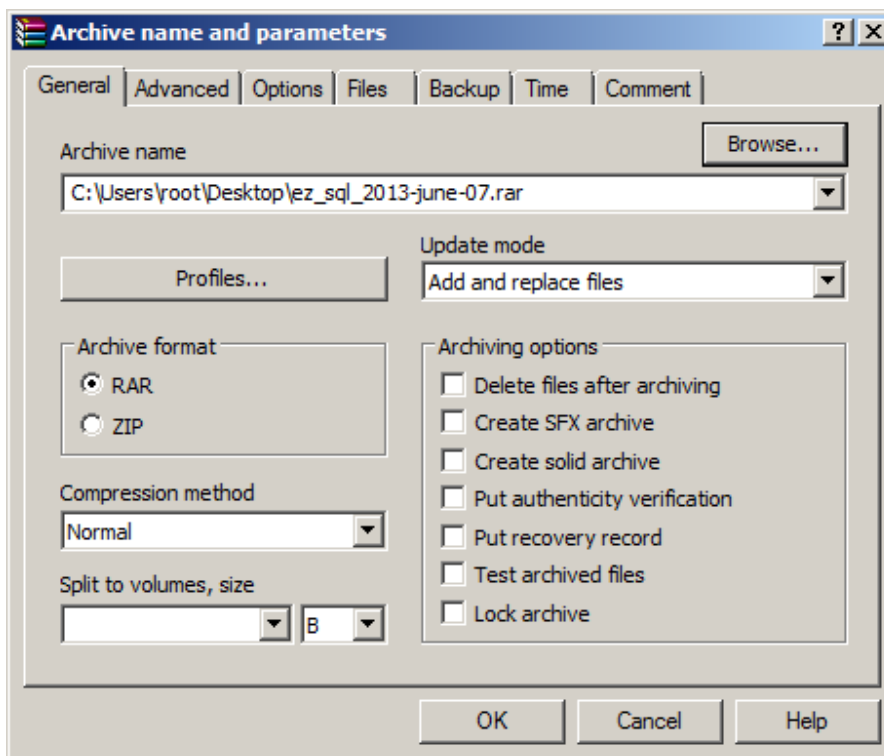 Archive name and parameters
General Advanced Options Files Backup Time Comment
Archive name
Browse...
C:\Users\root\Desktop\ez_sql_2013-june-07.rar
Profiles...
Update mode
Add and replace files
Archive format
RAR
ZIP
Compression method
Normal
Split to volumes, size
B
Archiving options
Delete files after archiving
Create SFX archive
Create solid archive
Put authenticity verification
Put recovery record
Test archived files
Lock archive
OK Cancel Help